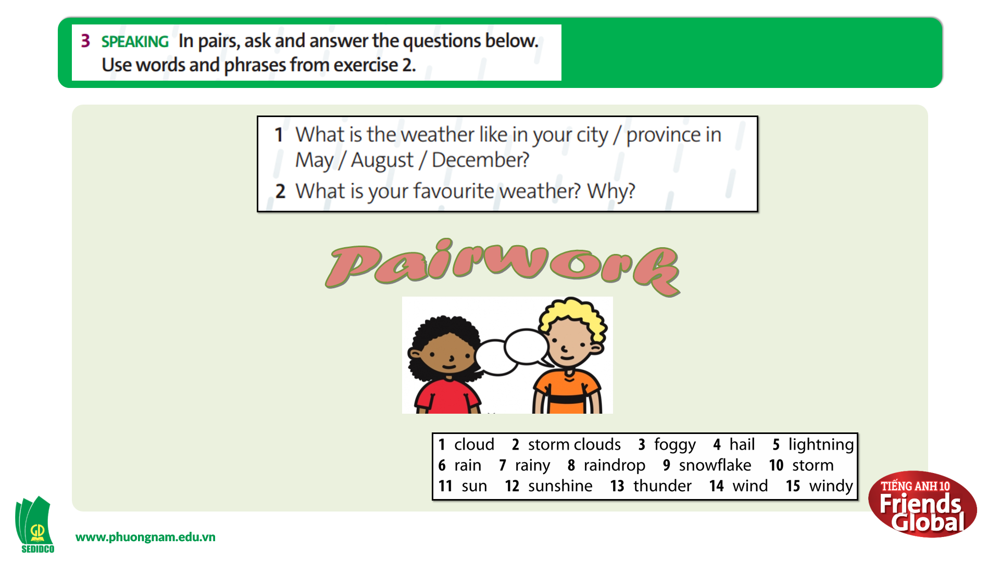 3 SPEAKING In pairs, ask and answer the questions below.
Use words and phrases from exercise 2.
1 What is the weather like in your city / province in
May / August / December?
2 What is your favourite weather? Why?
Pairwork
1 cloud 2 storm clouds 3 foggy 4 hail 5 lightning
6 rain 7 rainy 8 raindrop 9 snowflake 10 storm
11 sun 12 sunshine 13 thunder 14 wind 15 windy
TIẾNG ANH 10
Friends
Global
GD
SEDIDCO
www.phuongnam.edu.vn